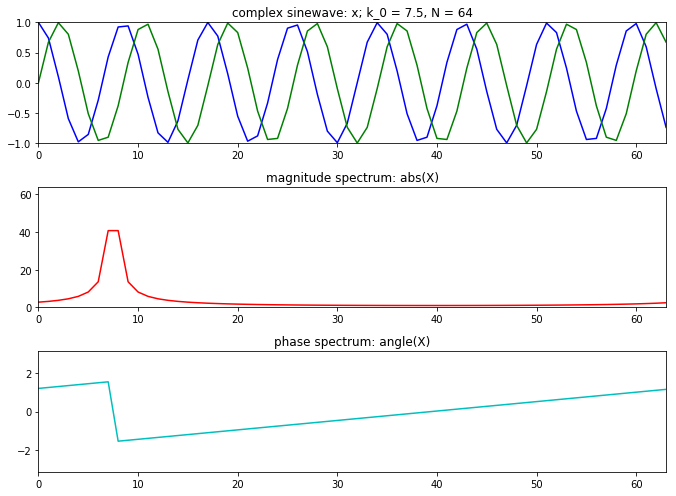 complex sinewave: x; k_0 = 7.5, N = 64
1.0
0.5
0.0
−0.5
−1.0
0 10 20 30 40 50 60
magnitude spectrum: abs(X)
60
40
20
0
0 10 20 30 40 50 60
phase spectrum: angle(X)
2
0
−2
0 10 20 30 40 50 60